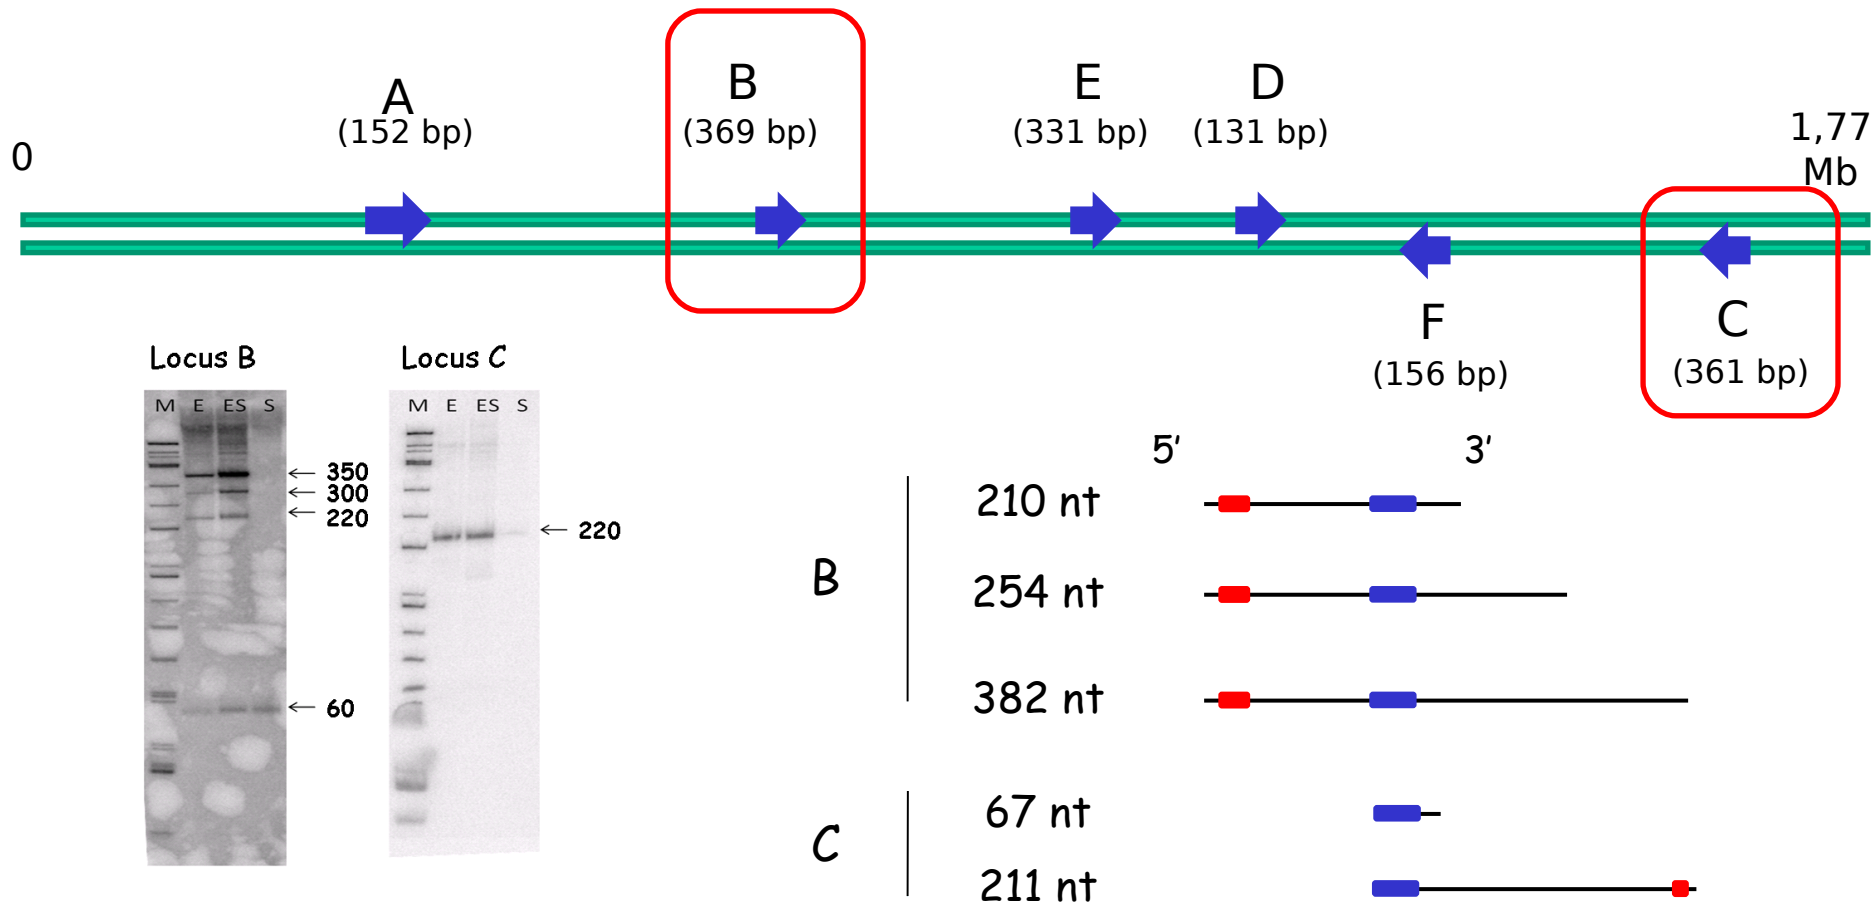 A
(152 bp)
B
(369 bp)
E
(331 bp)
D
(131 bp)
0
1,77
Mb
F
(156 bp)
C
(361 bp)
Locus B
M E ES S
350
300
220
60
Locus C
M E ES S
220
5' 3'
B
210 nt
254 nt
382 nt
C
67 nt
211 nt